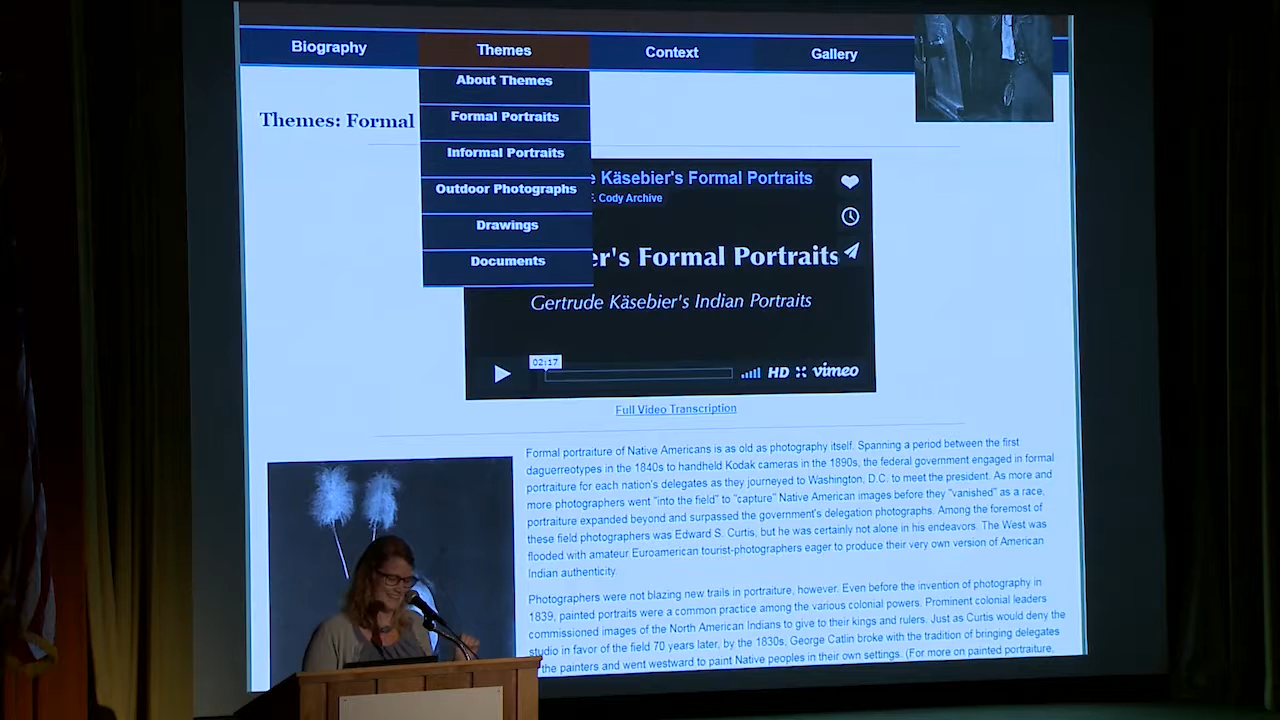 Biography
Themes
Context
Gallery
About Themes
Formal Portraits
Informal Portraits
Outdoor Photographs
Drawings
Documents
Themes: Formal
Käsebier's Formal Portraits
F. Cody Archive
er's Formal Portraits
Gertrude Käsebier's Indian Portraits
02:17
HD vimeo
Full Video Transcription
Formal portraiture of Native Americans is as old as photography itself. Spanning a period between the first
daguerreotypes in the 1840s to handheld Kodak cameras in the 1890s, the federal government engaged in formal
portraiture for each nation's delegates as they journeyed to Washington, D.C. to meet the president. As more and
more photographers went "into the field" to "capture" Native American images before they "vanished" as a race,
portraiture expanded beyond and surpassed the government's delegation photographs. Among the foremost of
these field photographers was Edward S. Curtis, but he was certainly not alone in his endeavors. The West was
flooded with amateur Euroamerican tourist-photographers eager to produce their very own version of American
Indian authenticity.
Photographers were not blazing new trails in portraiture, however. Even before the invention of photography in
1839, painted portraits were a common practice among the various colonial powers. Prominent colonial leaders
commissioned images of the North American Indians to give to their kings and rulers. Just as Curtis would deny the
studio in favor of the field 70 years later, by the 1830s, George Catlin broke with the tradition of bringing delegates
the painters and went westward to paint Native peoples in their own settings. (For more on painted portraiture,